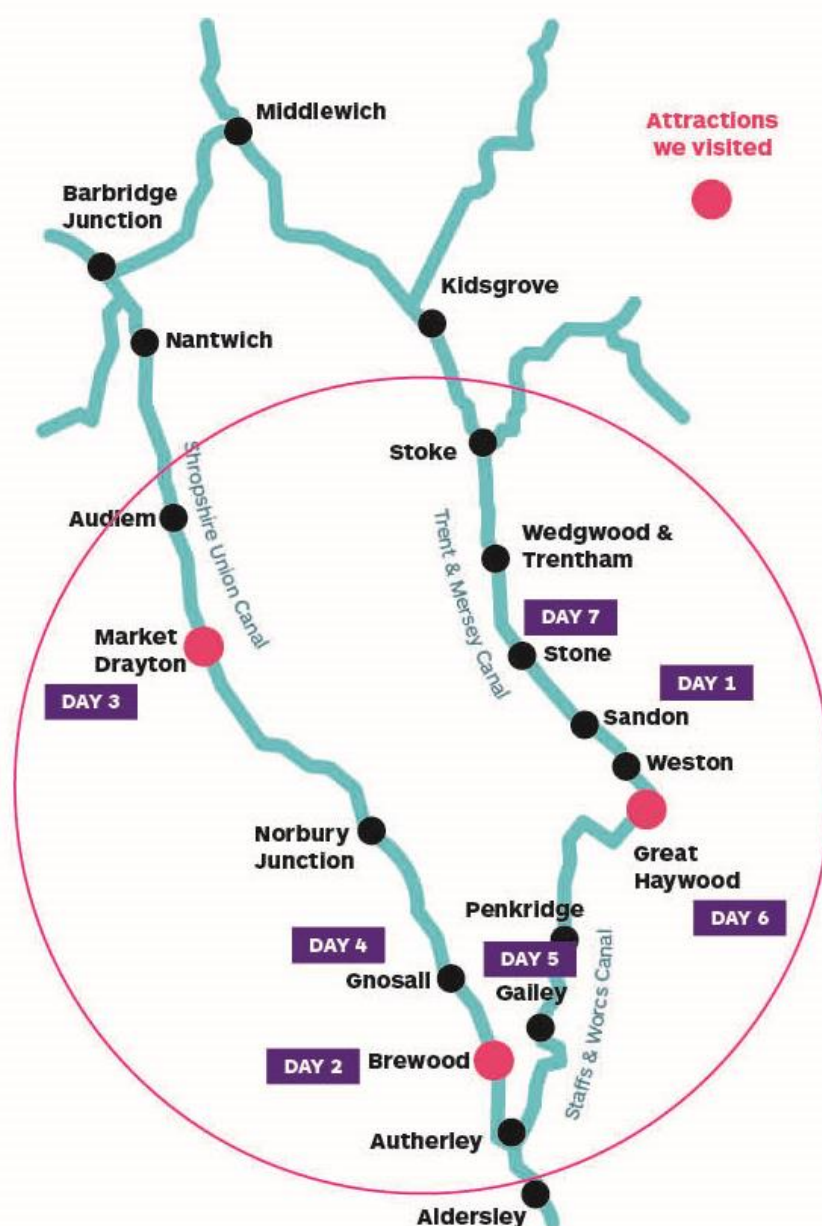 Middlewich
Attractions
we visited
Barbridge
Junction
Kidsgrove
Nantwich
Stoke
Shropshire Union Canal
Audlem
Trent & Mersey Canal
Wedgwood &
Trentham
DAY 7
Market
Drayton
Stone
DAY 3
DAY 1
Sandon
Weston
Norbury
Junction
Great
Haywood
Penkridge
DAY 6
DAY 4
DAY 5
Gnosall
Gailey
Staffs & Worcs Canal
DAY 2
Brewood
Autherley
Aldersley